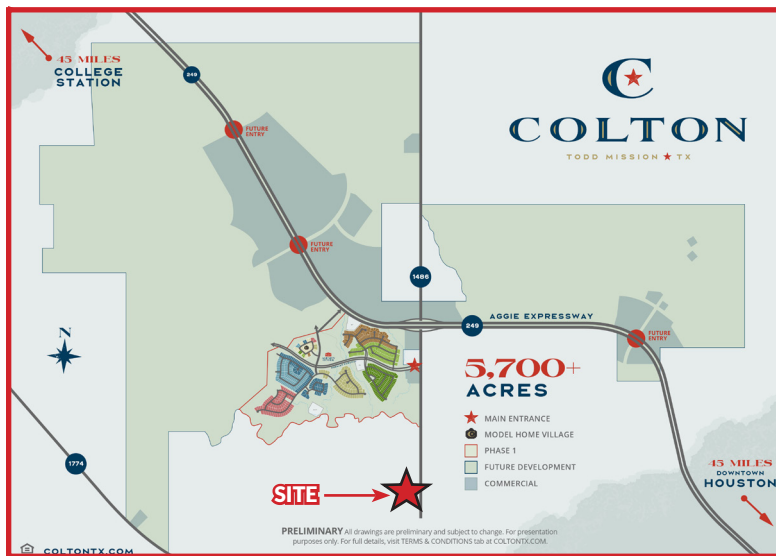 45 MILES
COLLEGE
STATION
249
FUTURE
ENTRY
C
COLTON
TODD MISSION ★ TX
FUTURE
ENTRY
1486
AGGIE EXPRESSWAY
249
FUTURE
ENTRY
N
5,700+
ACRES
MAIN ENTRANCE
MODEL HOME VILLAGE
PHASE 1
FUTURE DEVELOPMENT
COMMERCIAL
1774
SITE
45 MILES
DOWNTOWN
HOUSTON
PRELIMINARY All drawings are preliminary and subject to change. For presentation
purposes only. For full details, visit TERMS & CONDITIONS tab at COLTONTX.COM.
COLTONTX.COM